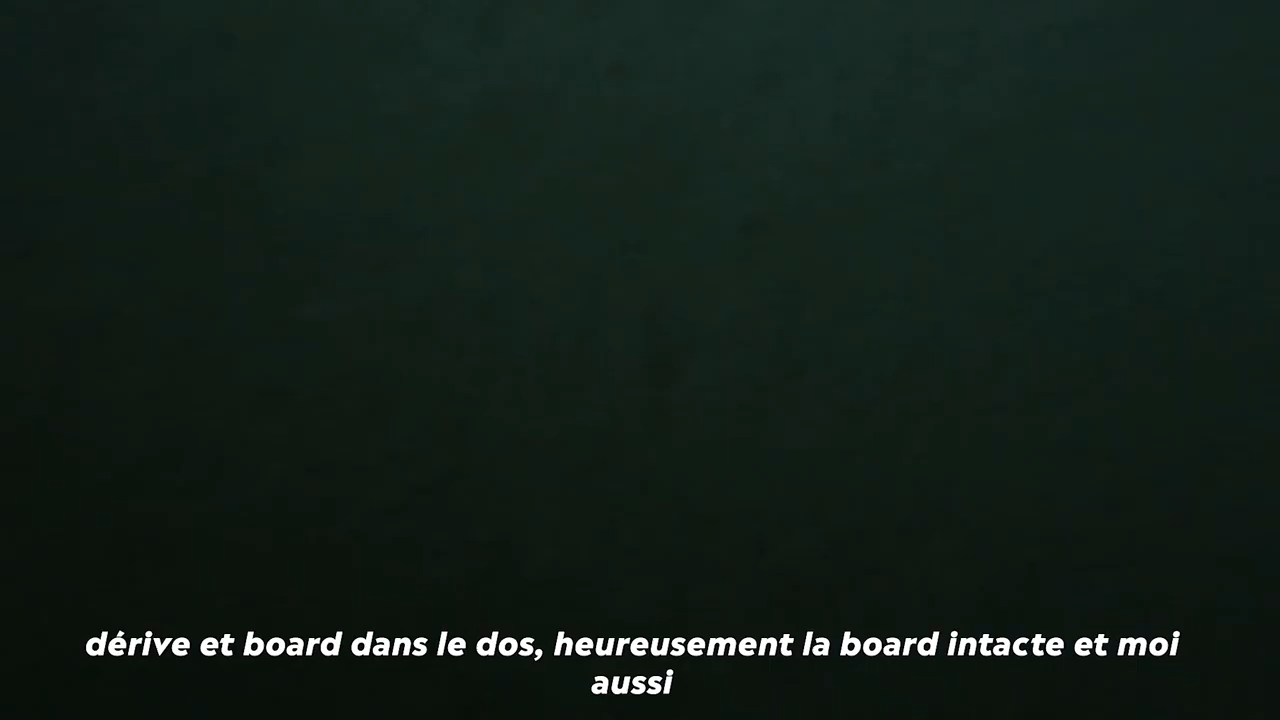 dérive et board dans le dos, heureusement la board intacte et moi
aussi